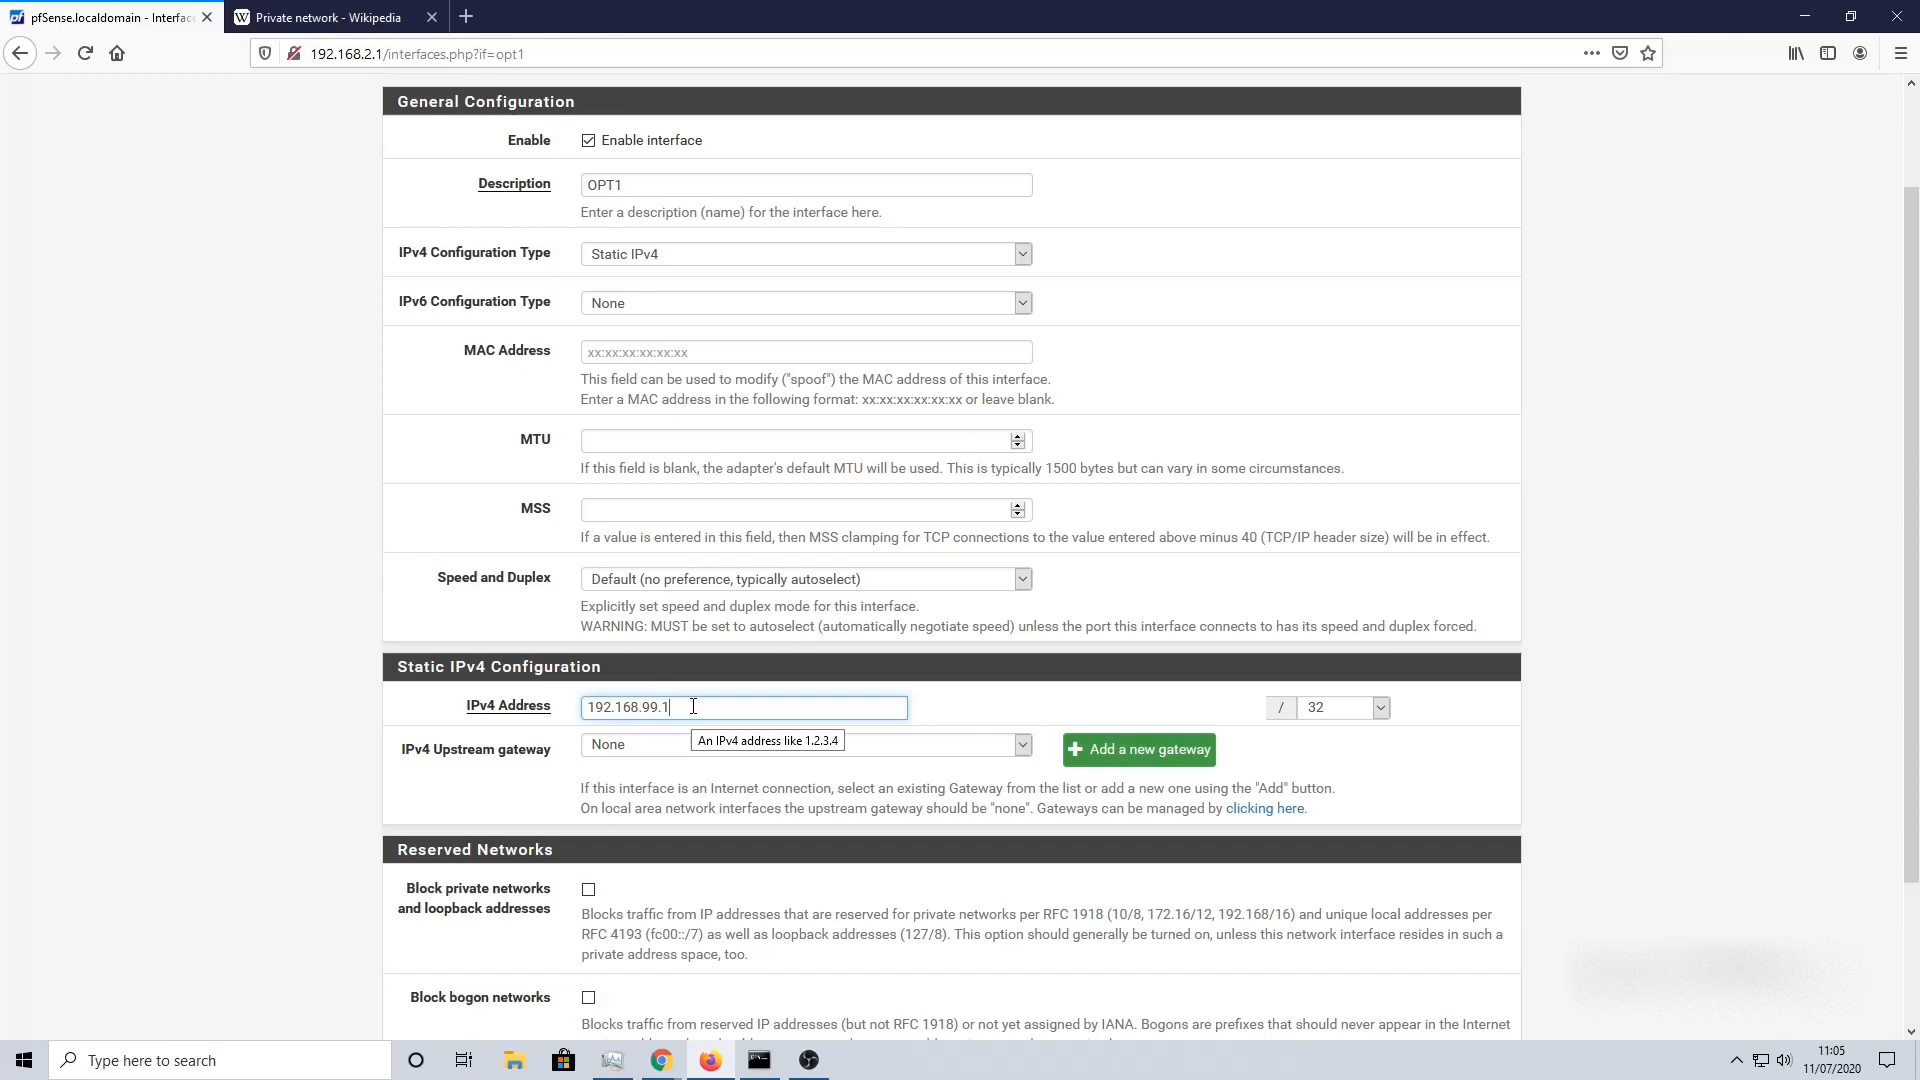 pfSense.localdomain - Interfac
Private network - Wikipedia
192.168.2.1/interfaces.php?if=opt1
General Configuration
Enable
Enable interface
Description
OPT1
Enter a description (name) for the interface here.
IPv4 Configuration Type
Static IPv4
IPv6 Configuration Type
None
MAC Address
xx:xx:xx:xx:xx:xx
This field can be used to modify ("spoof") the MAC address of this interface.
Enter a MAC address in the following format: xx:xx:xx:xx:xx:xx or leave blank.
MTU
If this field is blank, the adapter's default MTU will be used. This is typically 1500 bytes but can vary in some circumstances.
MSS
If a value is entered in this field, then MSS clamping for TCP connections to the value entered above minus 40 (TCP/IP header size) will be in effect.
Speed and Duplex
Default (no preference, typically autoselect)
Explicitly set speed and duplex mode for this interface.
WARNING: MUST be set to autoselect (automatically negotiate speed) unless the port this interface connects to has its speed and duplex forced.
Static IPv4 Configuration
IPv4 Address
192.168.99.1
/ 32
An IPv4 address like 1.2.3.4
IPv4 Upstream gateway
None
Add a new gateway
If this interface is an Internet connection, select an existing Gateway from the list or add a new one using the "Add" button.
On local area network interfaces the upstream gateway should be "none". Gateways can be managed by clicking here.
Reserved Networks
Block private networks
and loopback addresses
Blocks traffic from IP addresses that are reserved for private networks per RFC 1918 (10/8, 172.16/12, 192.168/16) and unique local addresses per
RFC 4193 (fc00::/7) as well as loopback addresses (127/8). This option should generally be turned on, unless this network interface resides in such a
private address space, too.
Block bogon networks
Blocks traffic from reserved IP addresses (but not RFC 1918) or not yet assigned by IANA. Bogons are prefixes that should never appear in the Internet
Type here to search
11:05
11/07/2020